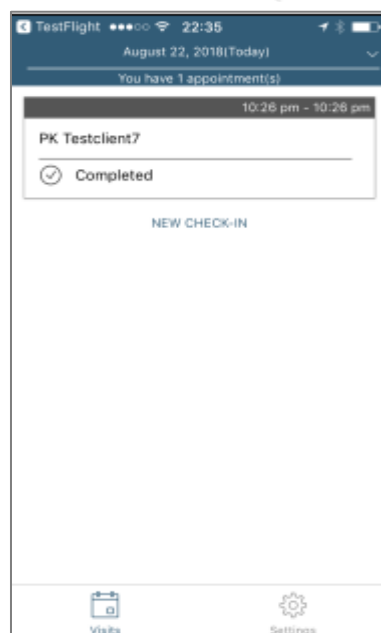 TestFlight 22:35
August 22, 2018(Today)
You have 1 appointment(s)
10:26 pm - 10:26 pm
PK Testclient7
Completed
NEW CHECK-IN
Visits Settings